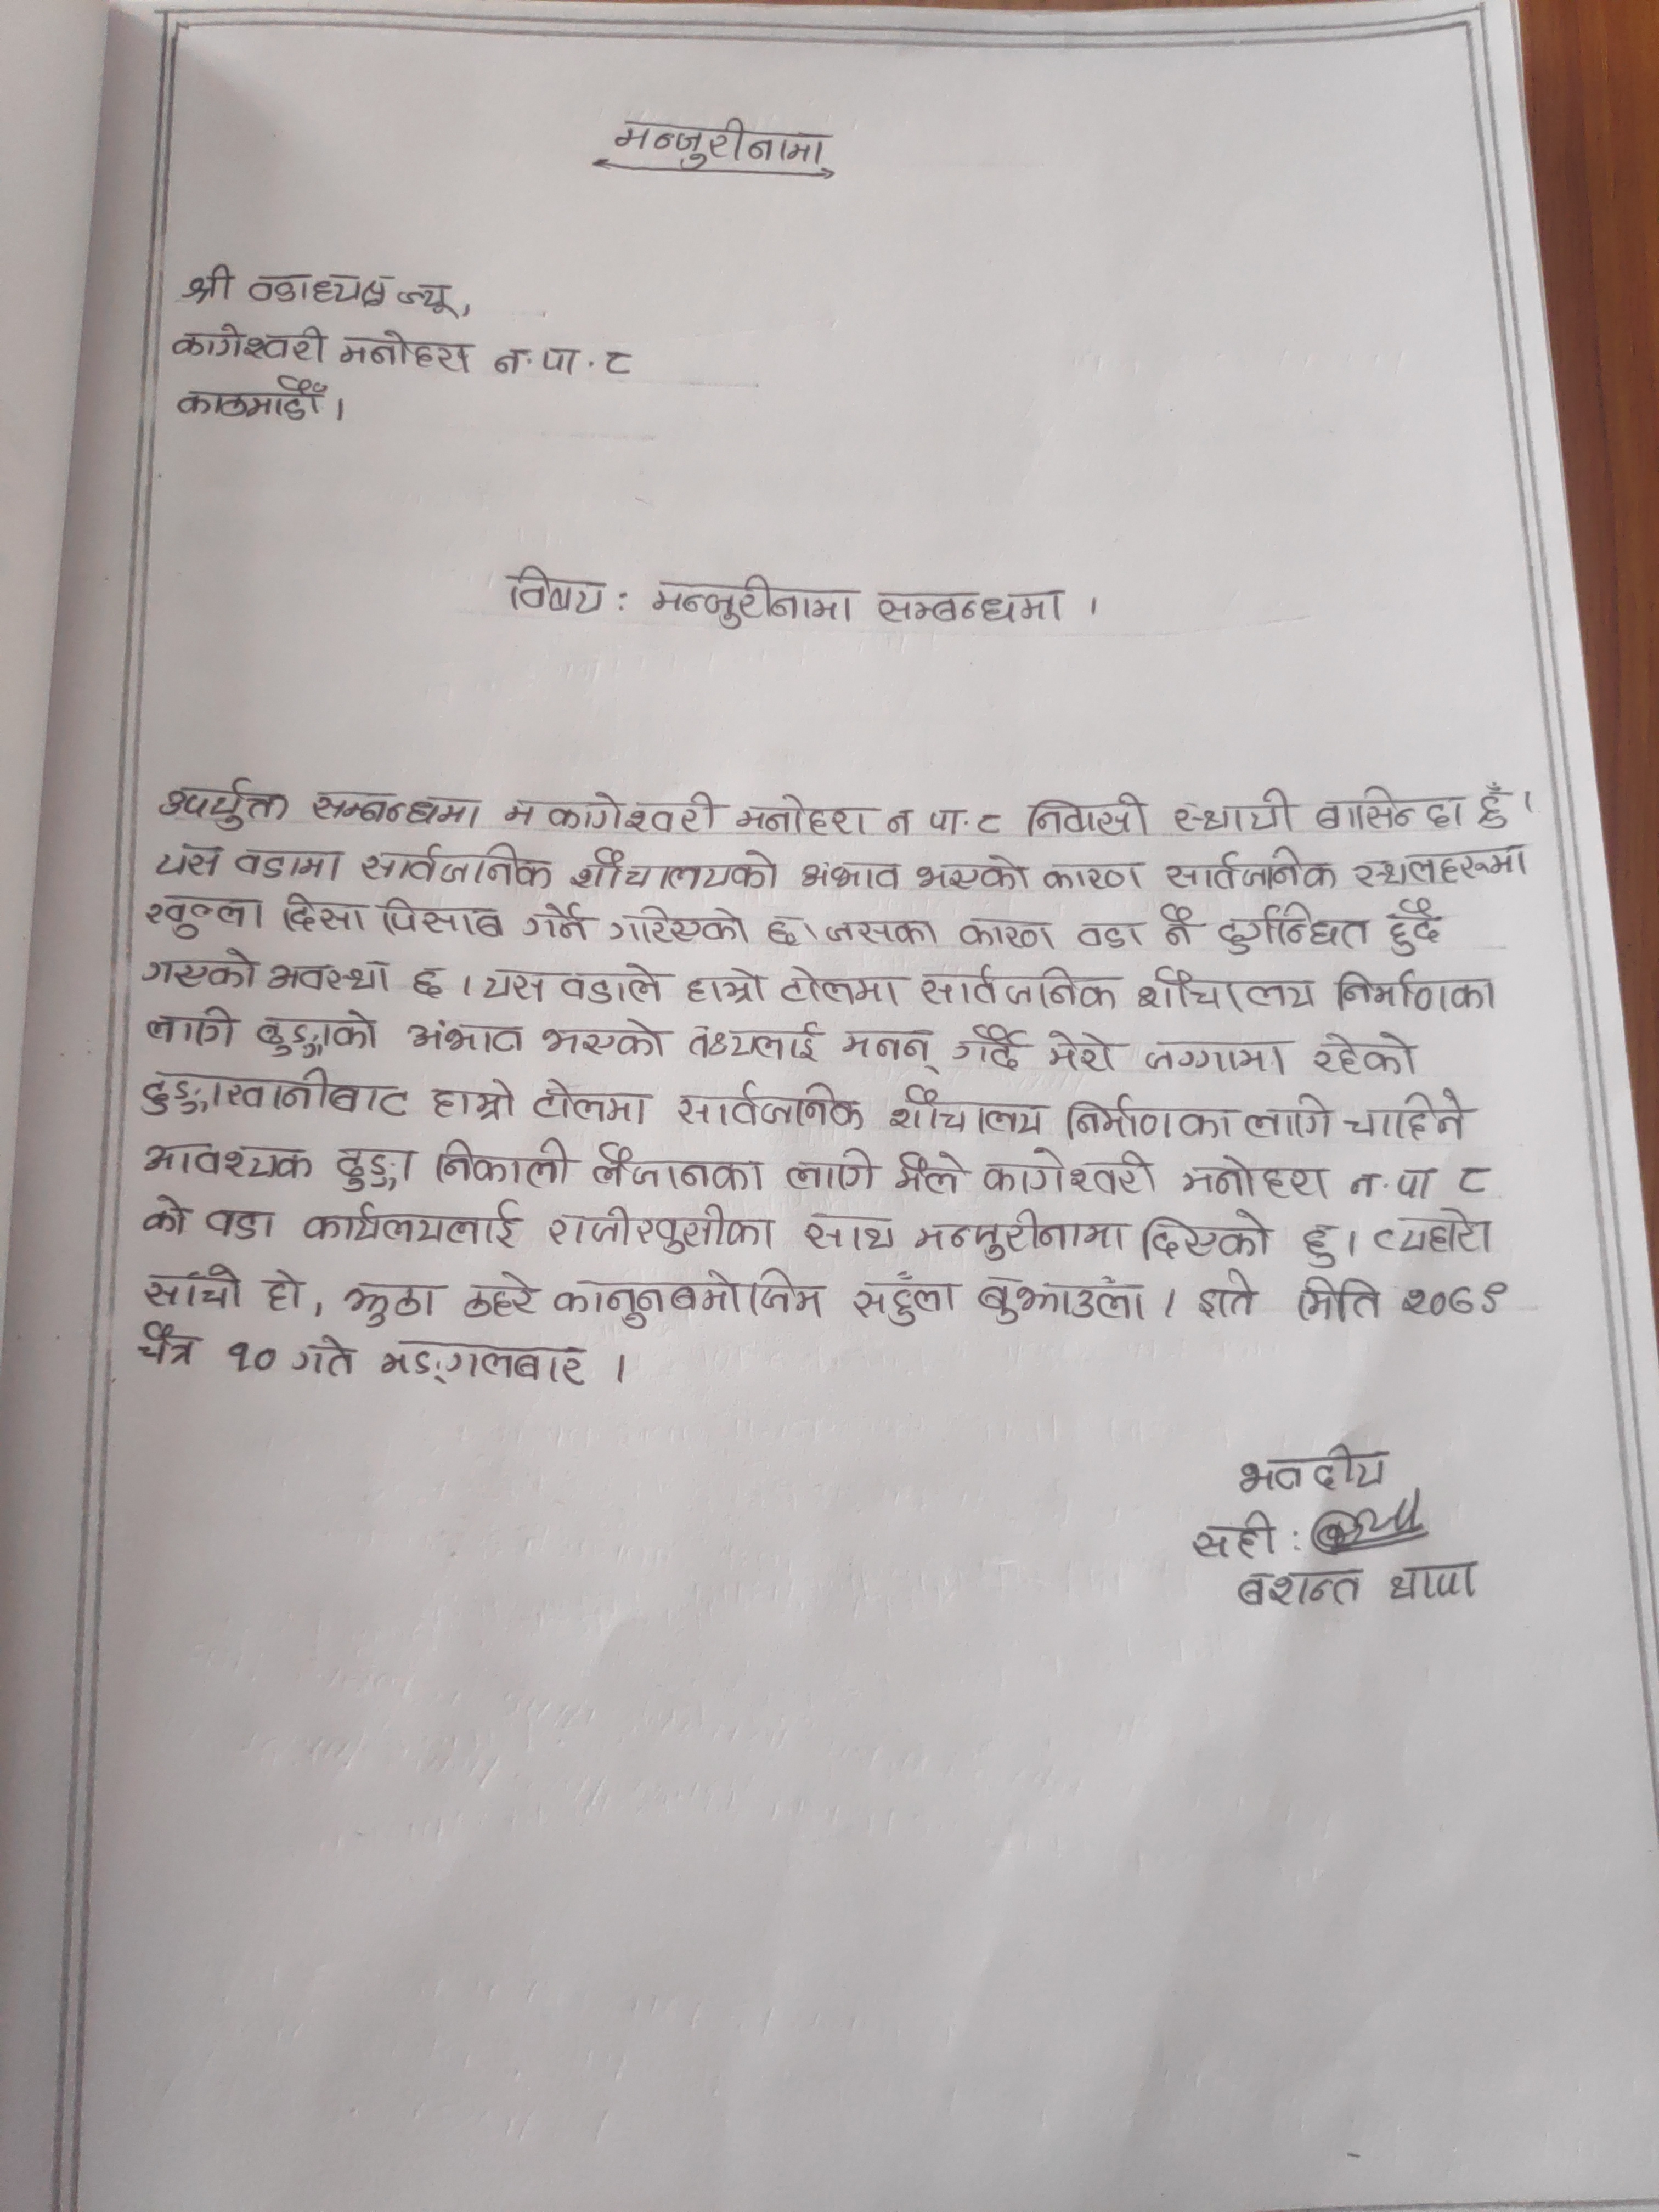 मन्जुरीनामा
श्री वडाध्यक्ष ज्यू,
कागेश्वरी मनोहरा न.पा.८
काठमाडौँ ।
विषय : मन्जुरीनामा सम्बन्धमा ।
उपर्युक्त सम्बन्धमा म कागेश्वरी मनोहरा न पा.८ निवासी स्थायी बासिन्दा हुँ ।
यस वडामा सार्वजनिक शौचालयको अभाव भएको कारण सार्वजनिक स्थलहरूमा
खुल्ला दिसा पिसाब गर्ने गरिएको छ। जसका कारण वडा नै दुर्गन्धित हुँदै
गएको अवस्था छ । यस वडाले हाम्रो टोलमा सार्वजनिक शौचालय निर्माणका
लागि ढुङ्गाको अभाव भएको तथ्यलाई मनन् गर्दै मेरो जग्गामा रहेको
ढुङ्गाखानीबाट हाम्रो टोलमा सार्वजनिक शौचालय निर्माणका लागि चाहिने
आवश्यक ढुङ्गा निकाली लैजानका लागि मैले कागेश्वरी मनोहरा न.पा ८
को वडा कार्यलयलाई राजीखुसीका साथ मन्जुरीनामा दिएको हु। व्यहोरा
साँचो हो, झुठा ठहरे कानुनबमोजिम सहुँला बुझाउँला । इति मिति २०७९
चैत्र १० गते मङ्गलबार ।
भवदीय
सही :
बशन्त थापा